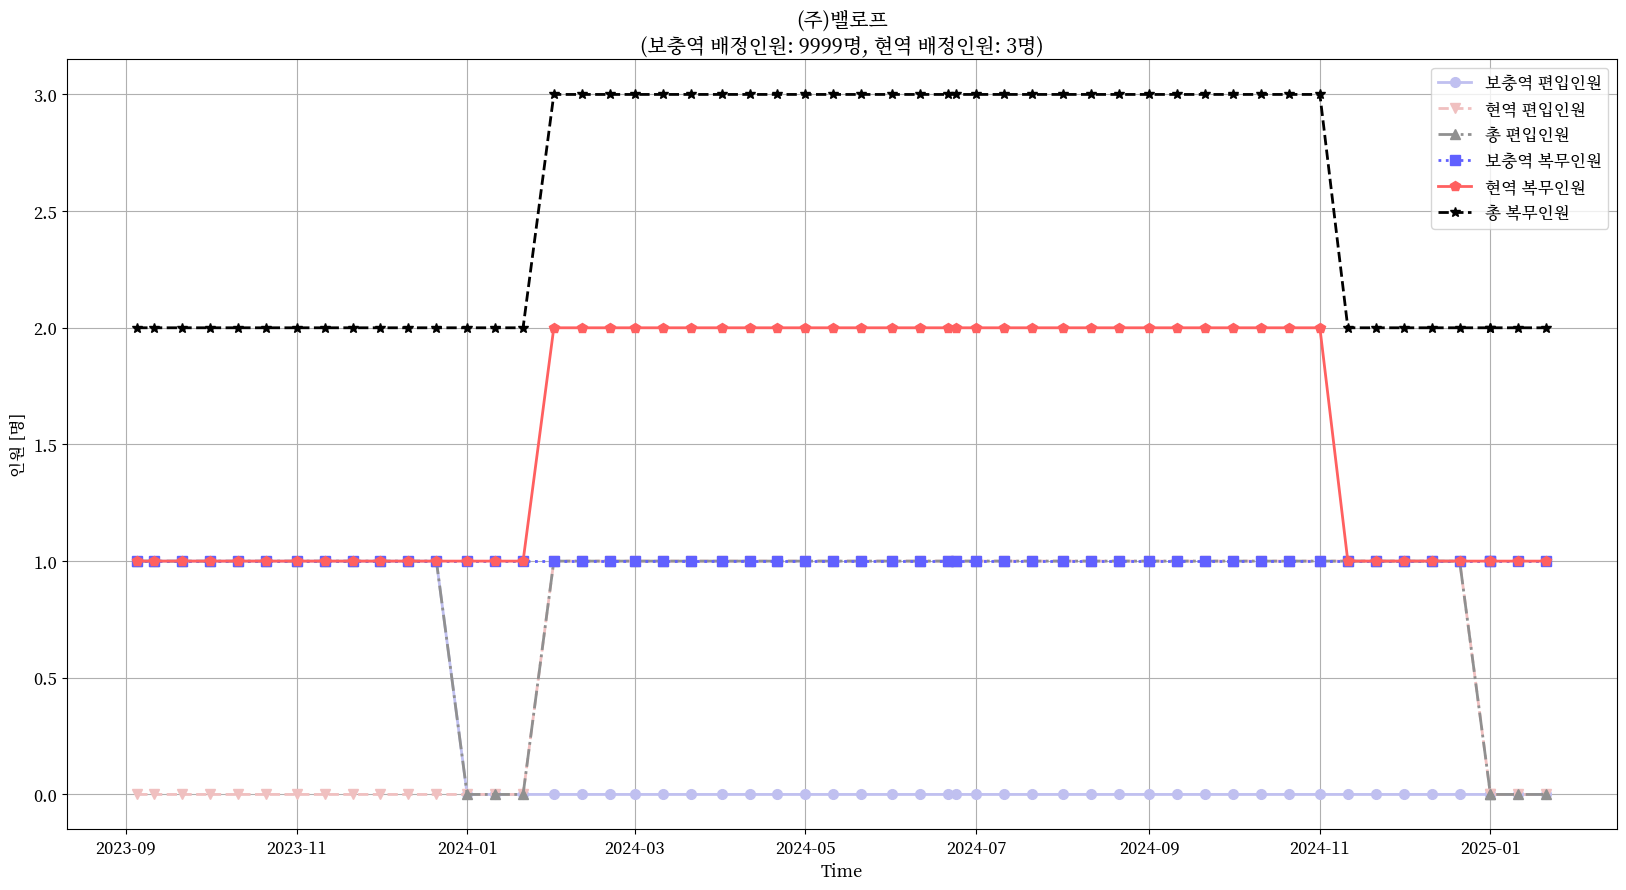 (주)밸로프
(보충역 배정인원: 9999명, 현역 배정인원: 3명)
보충역 편입인원
현역 편입인원
총 편입인원
보충역 복무인원
현역 복무인원
총 복무인원
인원 [명]
3.0
2.5
2.0
1.5
1.0
0.5
0.0
2023-09 2023-11 2024-01 2024-03 2024-05 2024-07 2024-09 2024-11 2025-01
Time